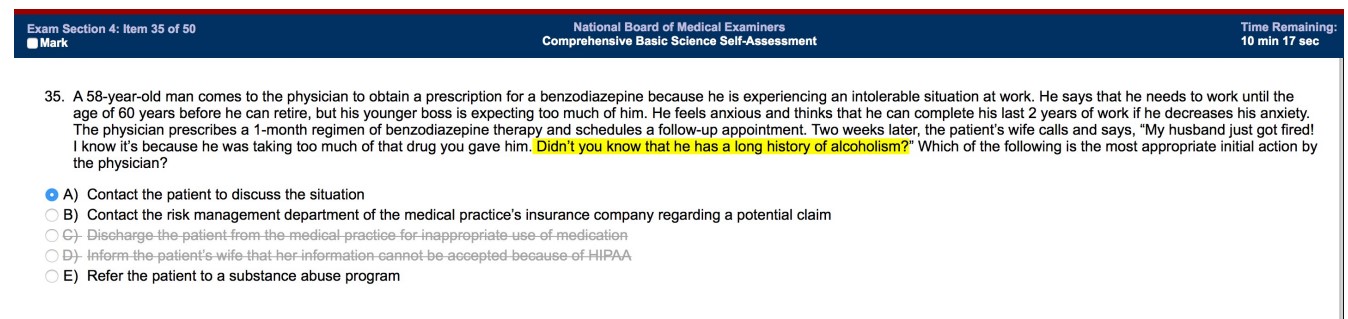 Exam Section 4: Item 35 of 50
Mark
National Board of Medical Examiners
Comprehensive Basic Science Self-Assessment
Time Remaining:
10 min 17 sec
35. A 58-year-old man comes to the physician to obtain a prescription for a benzodiazepine because he is experiencing an intolerable situation at work. He says that he needs to work until the
age of 60 years before he can retire, but his younger boss is expecting too much of him. He feels anxious and thinks that he can complete his last 2 years of work if he decreases his anxiety.
The physician prescribes a 1-month regimen of benzodiazepine therapy and schedules a follow-up appointment. Two weeks later, the patient's wife calls and says, "My husband just got fired!
I know it's because he was taking too much of that drug you gave him. Didn't you know that he has a long history of alcoholism?" Which of the following is the most appropriate initial action by
the physician?
A) Contact the patient to discuss the situation
B) Contact the risk management department of the medical practice's insurance company regarding a potential claim
C) Discharge the patient from the medical practice for inappropriate use of medication
D) Inform the patient's wife that her information cannot be accepted because of HIPAA
E) Refer the patient to a substance abuse program